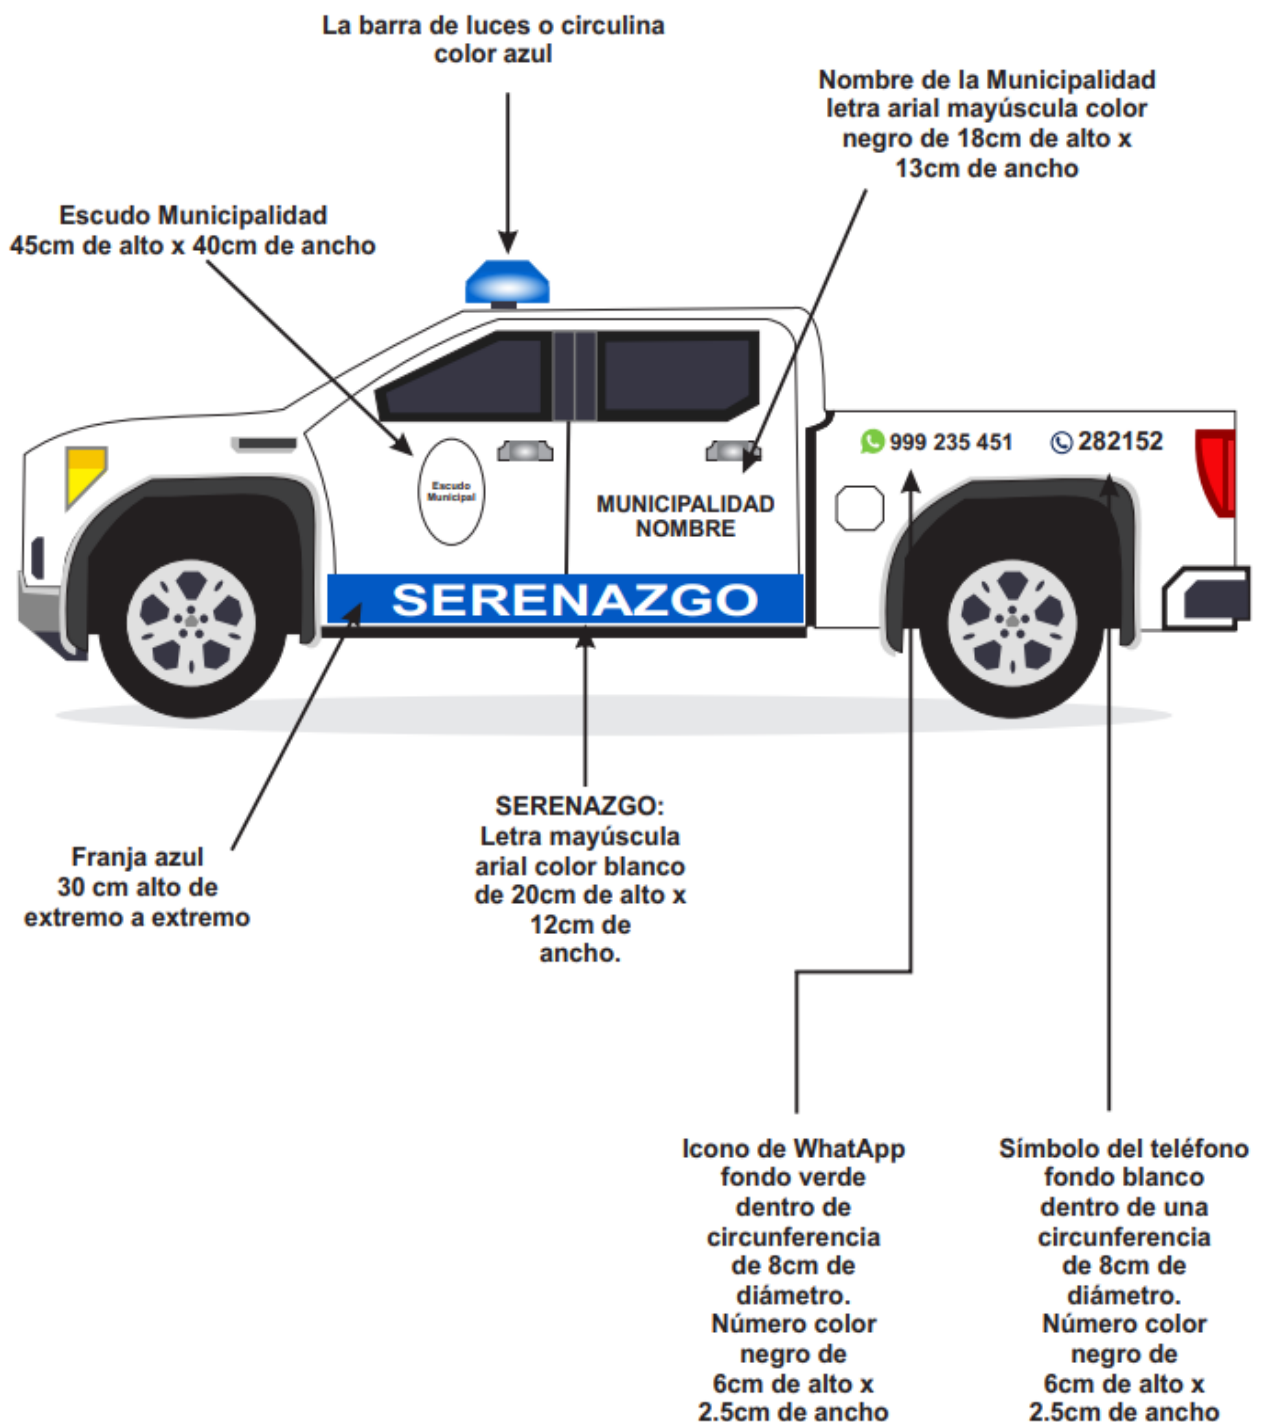 La barra de luces o circulina
color azul
Nombre de la Municipalidad
letra arial mayúscula color
negro de 18cm de alto x
13cm de ancho
Escudo Municipalidad
45cm de alto x 40cm de ancho
999 235 451
282152
Escudo
Municipal
MUNICIPALIDAD
NOMBRE
SERENAZGO
SERENAZGO:
Letra mayúscula
arial color blanco
de 20cm de alto x
12cm de
ancho.
Franja azul
30 cm alto de
extremo a extremo
Icono de WhatApp
fondo verde
dentro de
circunferencia
de 8cm de
diámetro.
Número color
negro de
6cm de alto x
2.5cm de ancho
Símbolo del teléfono
fondo blanco
dentro de una
circunferencia
de 8cm de
diámetro.
Número color
negro de
6cm de alto x
2.5cm de ancho